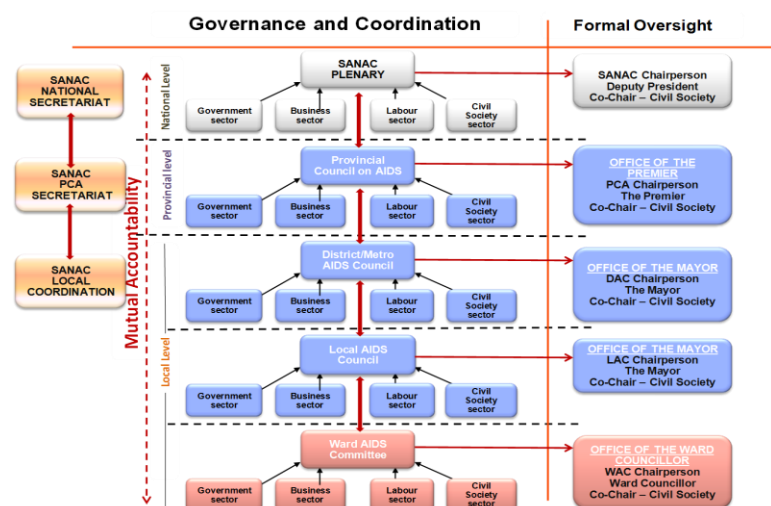 Governance and Coordination
Formal Oversight
SANAC
NATIONAL
SECRETARIAT
SANAC
PCA
SECRETARIAT
SANAC
LOCAL
COORDINATION
Mutual Accountability
National Level
SANAC
PLENARY
Government
sector
Business
sector
Labour
sector
Civil
Society
sector
SANAC Chairperson
Deputy President
Co-Chair – Civil Society
Provincial level
Provincial
Council on AIDS
Government
sector
Business
sector
Labour
sector
Civil
Society
sector
OFFICE OF THE
PREMIER
PCA Chairperson
The Premier
Co-Chair – Civil Society
Local Level
District/Metro
AIDS Council
Government
sector
Business
sector
Labour
sector
Civil
Society
sector
OFFICE OF THE MAYOR
DAC Chairperson
The Mayor
Co-Chair – Civil Society
Local AIDS
Council
Government
sector
Business
sector
Labour
sector
Civil
Society
sector
OFFICE OF THE MAYOR
LAC Chairperson
The Mayor
Co-Chair – Civil Society
Ward AIDS
Committee
Government
sector
Business
sector
Labour
sector
Civil
Society
sector
OFFICE OF THE WARD
COUNCILLOR
WAC Chairperson
Ward Councillor
Co-Chair – Civil Society